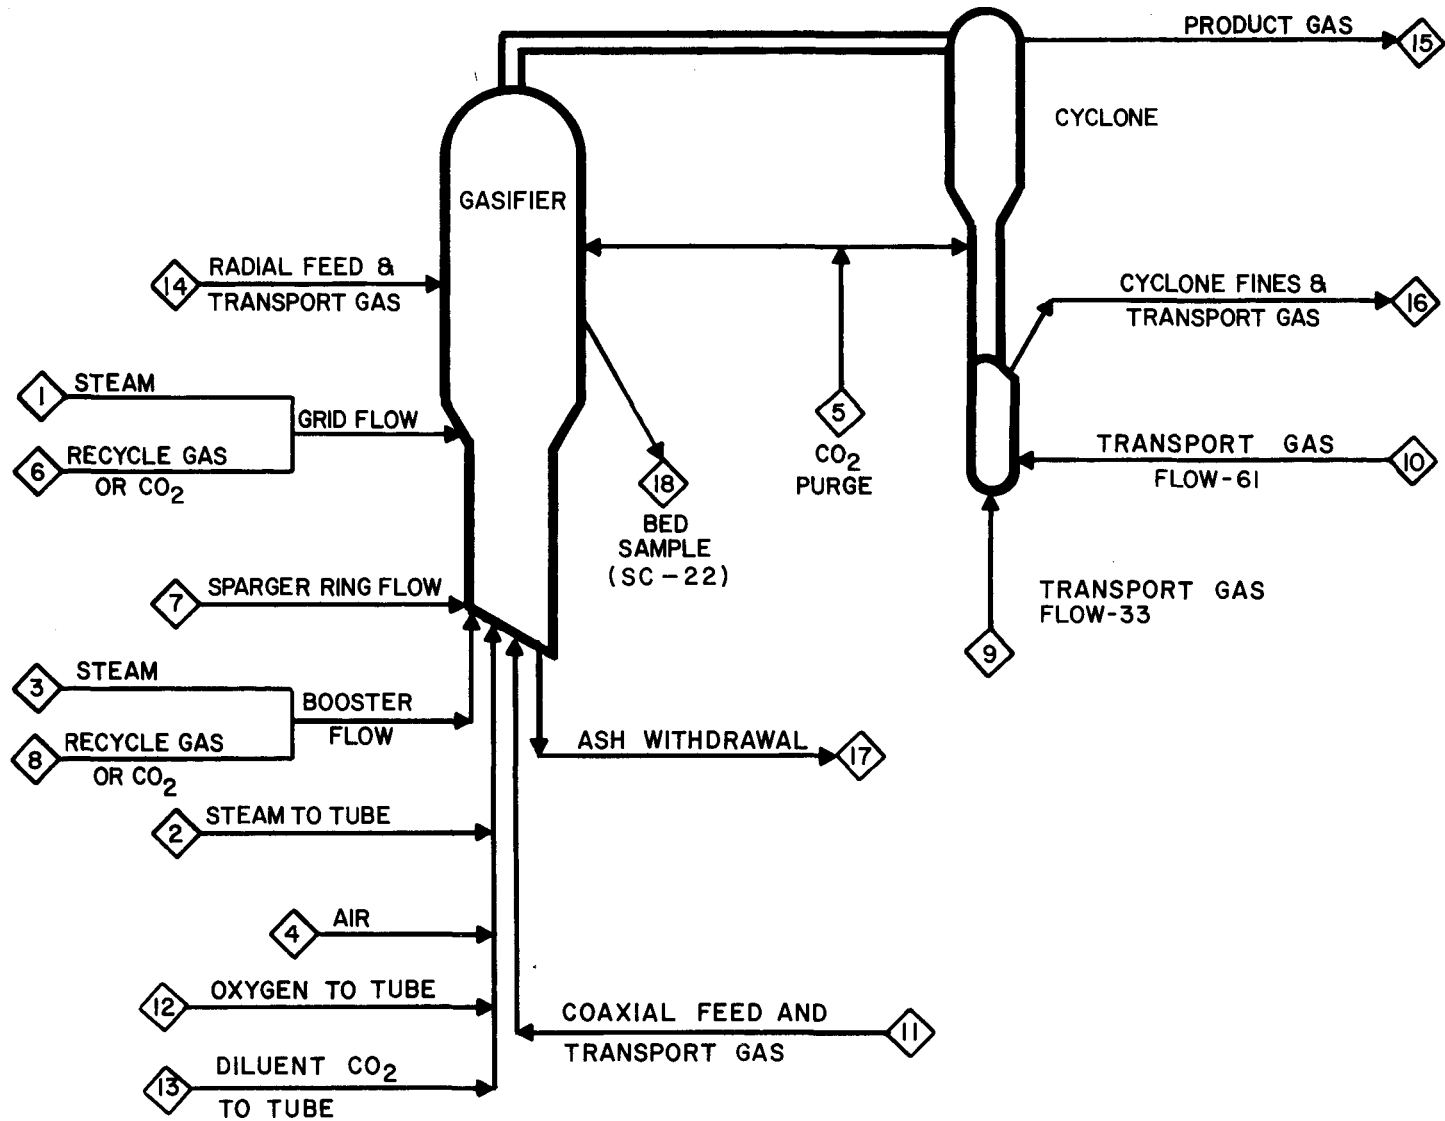 PRODUCT GAS
15
CYCLONE
GASIFIER
14
RADIAL FEED &
TRANSPORT GAS
CYCLONE FINES &
TRANSPORT GAS
16
1
STEAM
GRID FLOW
6
RECYCLE GAS
OR CO2
5
CO2
PURGE
TRANSPORT GAS
FLOW-61
10
18
BED
SAMPLE
(SC-22)
7
SPARGER RING FLOW
TRANSPORT GAS
FLOW-33
9
3
STEAM
BOOSTER
FLOW
8
RECYCLE GAS
OR CO2
ASH WITHDRAWAL
17
2
STEAM TO TUBE
4
AIR
12
OXYGEN TO TUBE
COAXIAL FEED AND
TRANSPORT GAS
11
13
DILUENT CO2
TO TUBE